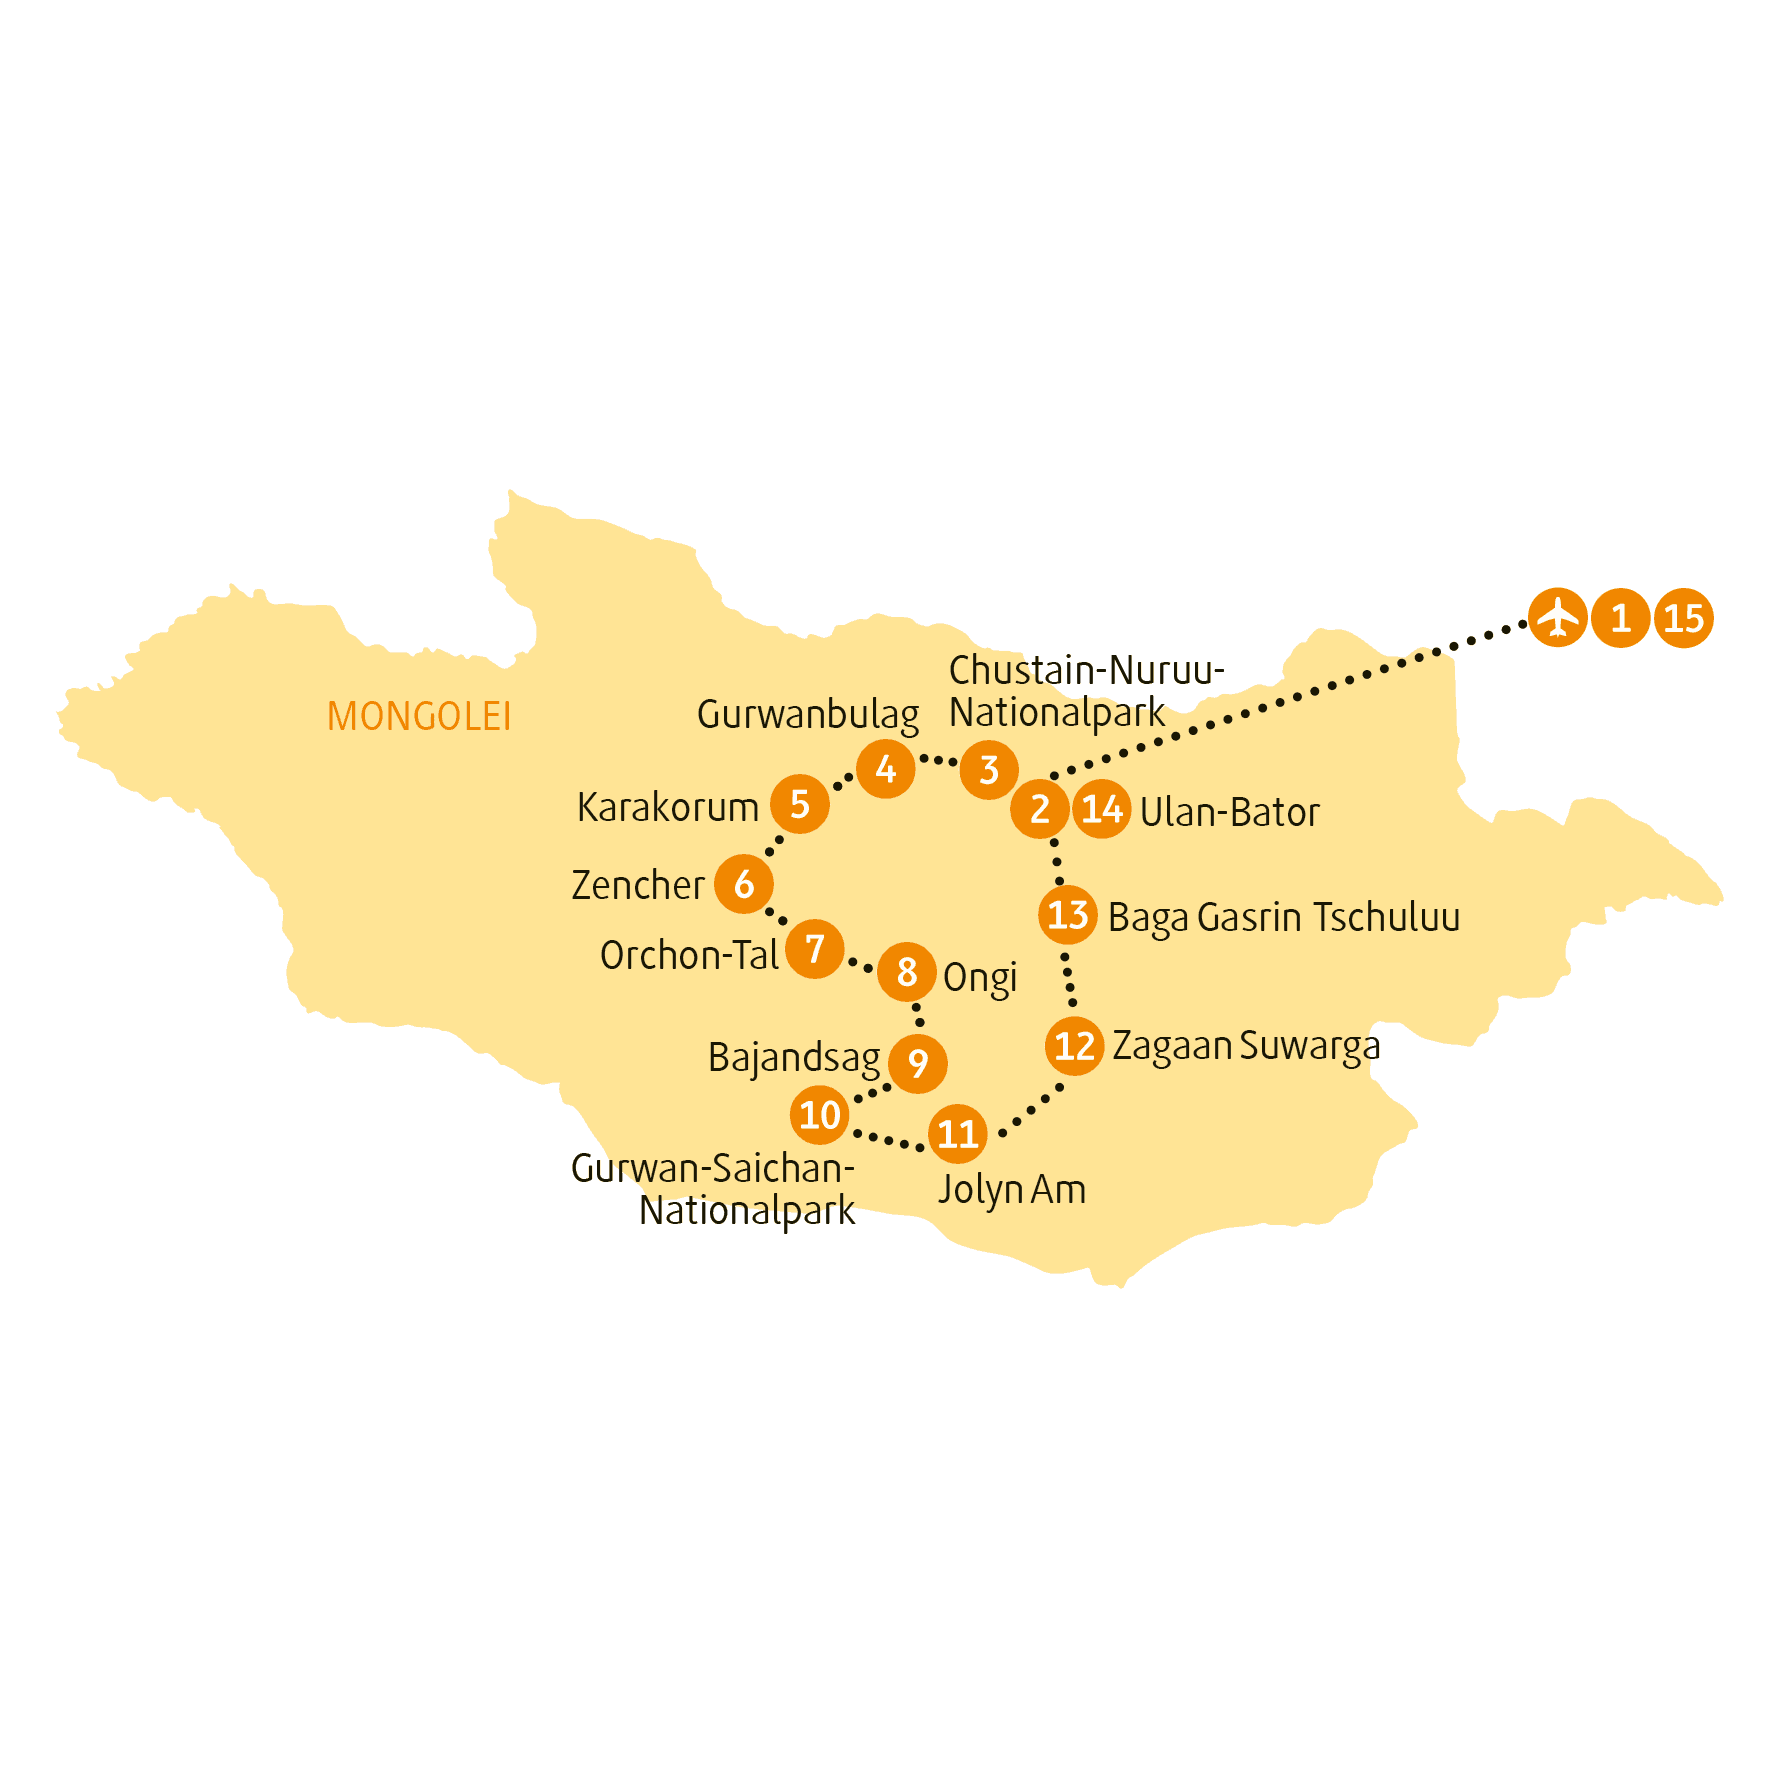 1 15
Chustain-Nuruu-
Nationalpark
MONGOLEI
Gurwanbulag
4
3
5
Karakorum
2 14 Ulan-Bator
Zencher 6
13 Baga Gasrin Tschuluu
Orchon-Tal 7
8 Ongi
12 Zagaan Suwarga
Bajandsag 9
10
11
Gurwan-Saichan-
Nationalpark
Jolyn Am